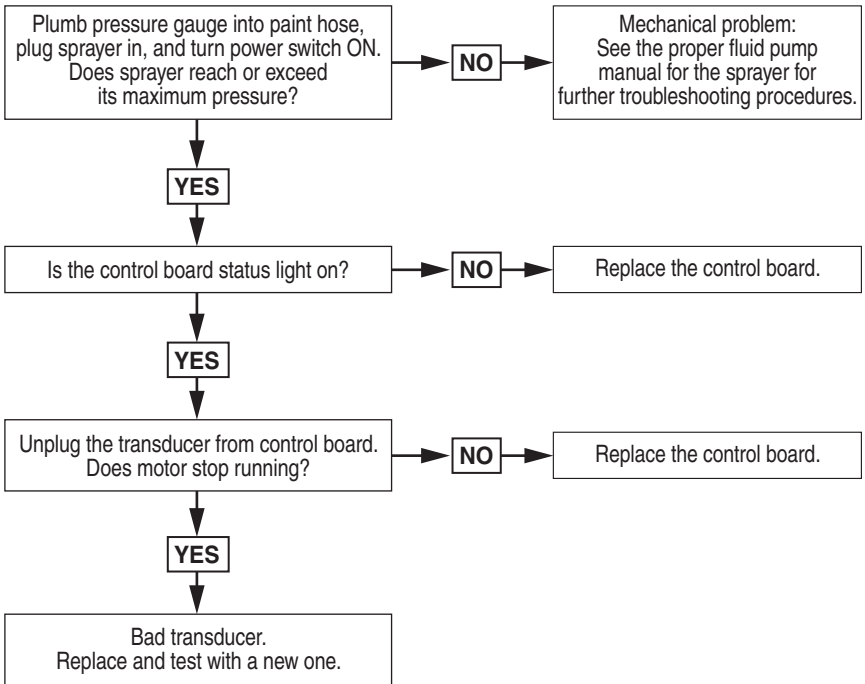 Plumb pressure gauge into paint hose,
plug sprayer in, and turn power switch ON.
Does sprayer reach or exceed
its maximum pressure?
NO
Mechanical problem:
See the proper fluid pump
manual for the sprayer for
further troubleshooting procedures.
YES
Is the control board status light on?
NO
Replace the control board.
YES
Unplug the transducer from control board.
Does motor stop running?
NO
Replace the control board.
YES
Bad transducer.
Replace and test with a new one.